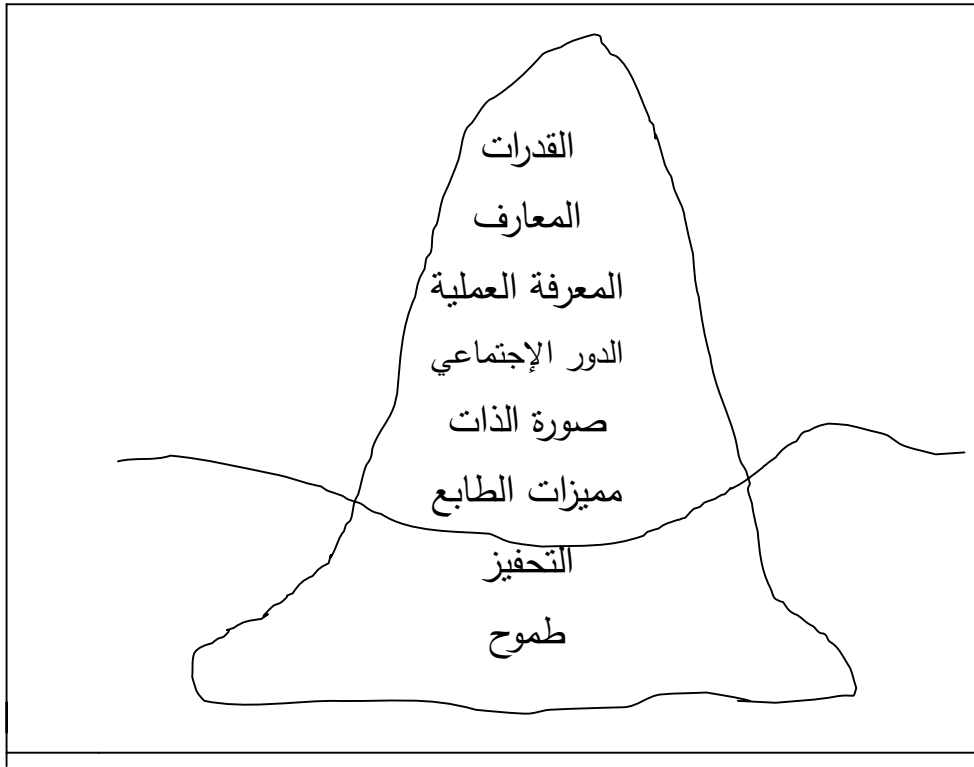 القدرات
المعارف
المعرفة العملية
الدور الإجتماعي
صورة الذات
مميزات الطابع
التحفيز
طموح